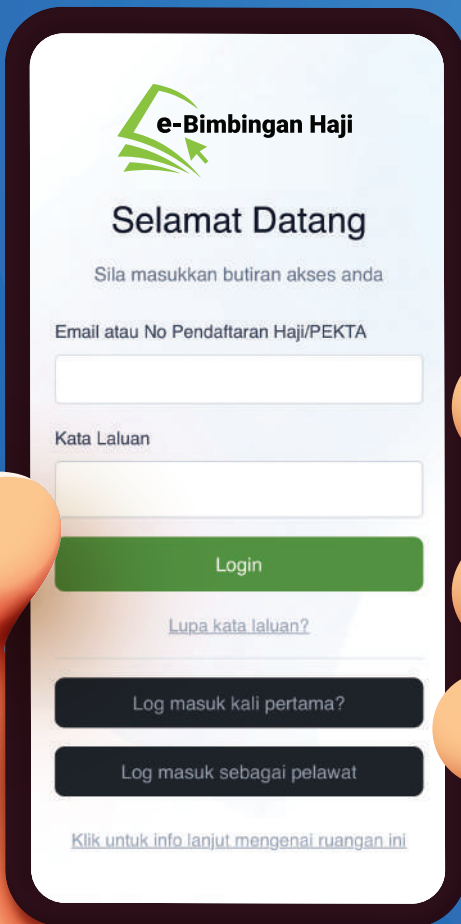 e-Bimbingan Haji
Selamat Datang
Sila masukkan butiran akses anda
Email atau No Pendaftaran Haji/PEKTA
Kata Laluan
Login
Lupa kata laluan?
Log masuk kali pertama?
Log masuk sebagai pelawat
Klik untuk info lanjut mengenai ruangan ini